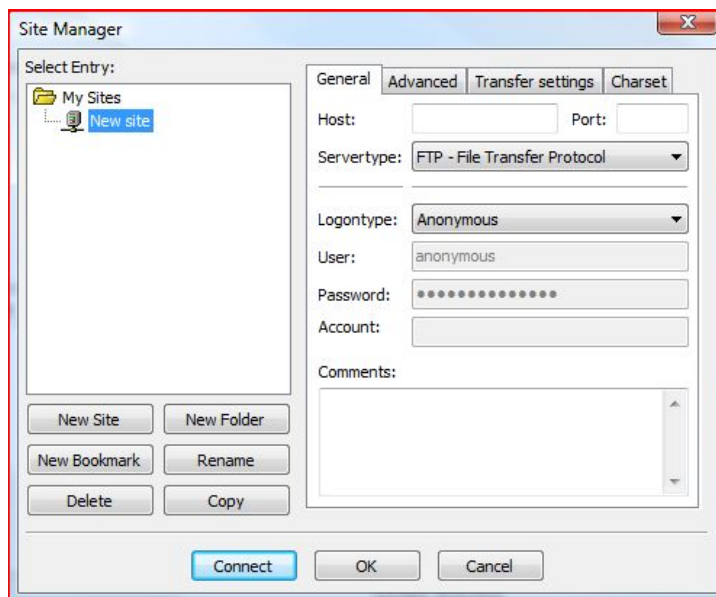 Site Manager
Select Entry:
My Sites
New site
New Site
New Folder
New Bookmark
Rename
Delete
Copy
General
Advanced
Transfer settings
Charset
Host:
Port:
Servertype:
FTP - File Transfer Protocol
Logontype:
Anonymous
User:
anonymous
Password:
Account:
Comments:
Connect
OK
Cancel